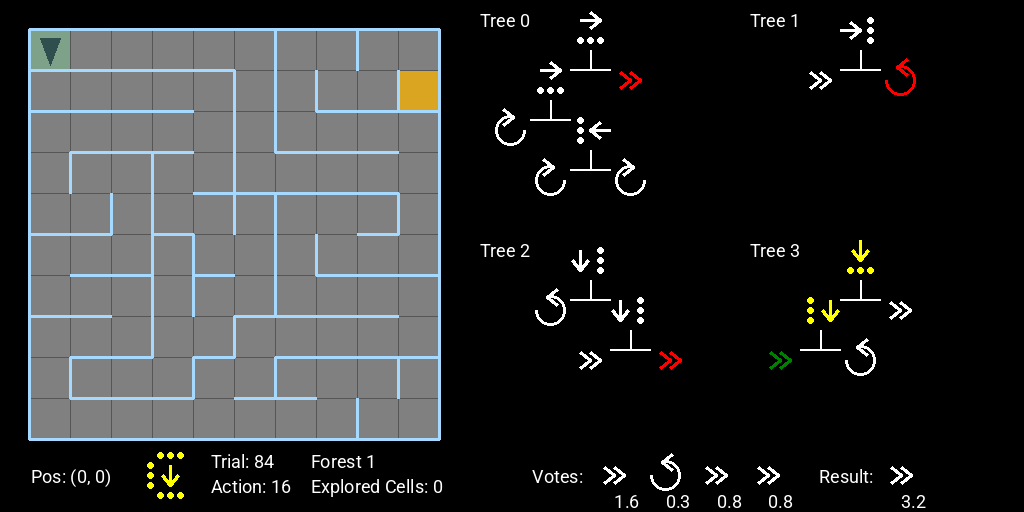 Tree 0
Tree 1
Tree 2
Tree 3
Pos: (0, 0)
Trial: 84
Forest 1
Action: 16
Explored Cells: 0
Votes:
1.6
0.3
0.8
0.8
Result:
3.2